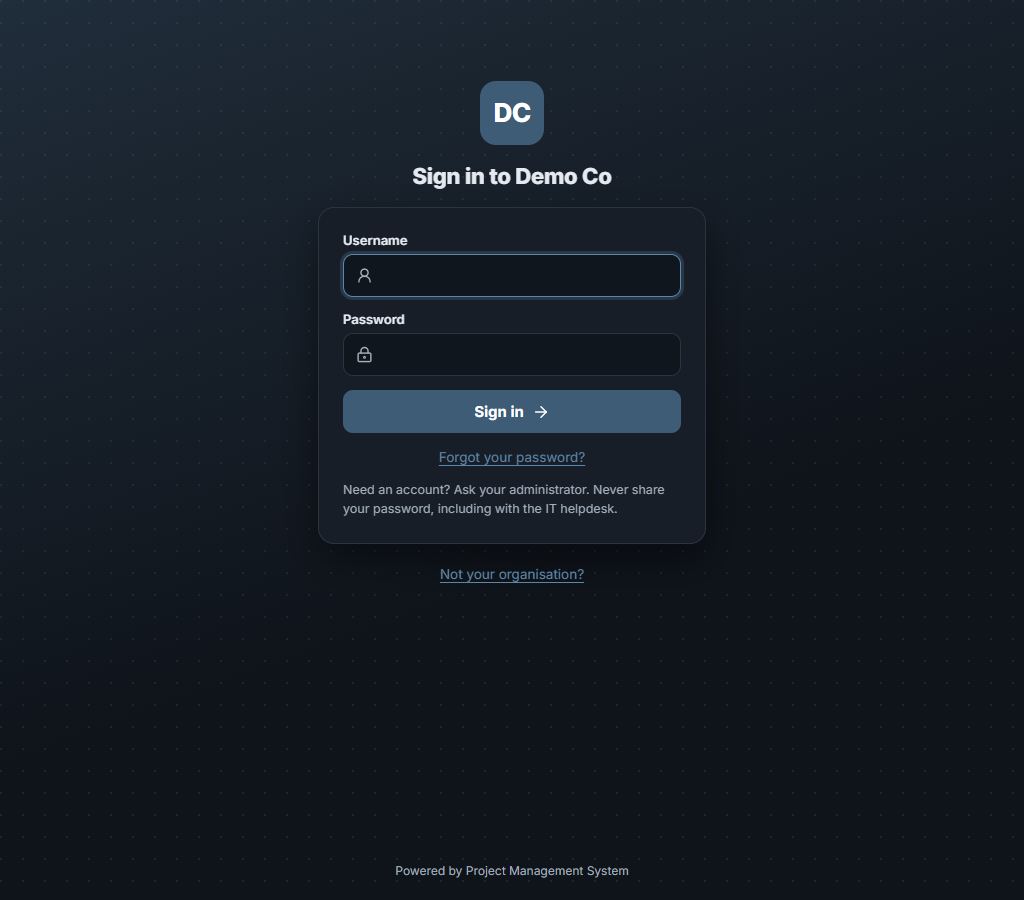 DC
Sign in to Demo Co
Username
Password
Sign in
Forgot your password?
Need an account? Ask your administrator. Never share
your password, including with the IT helpdesk.
Not your organisation?
Powered by Project Management System